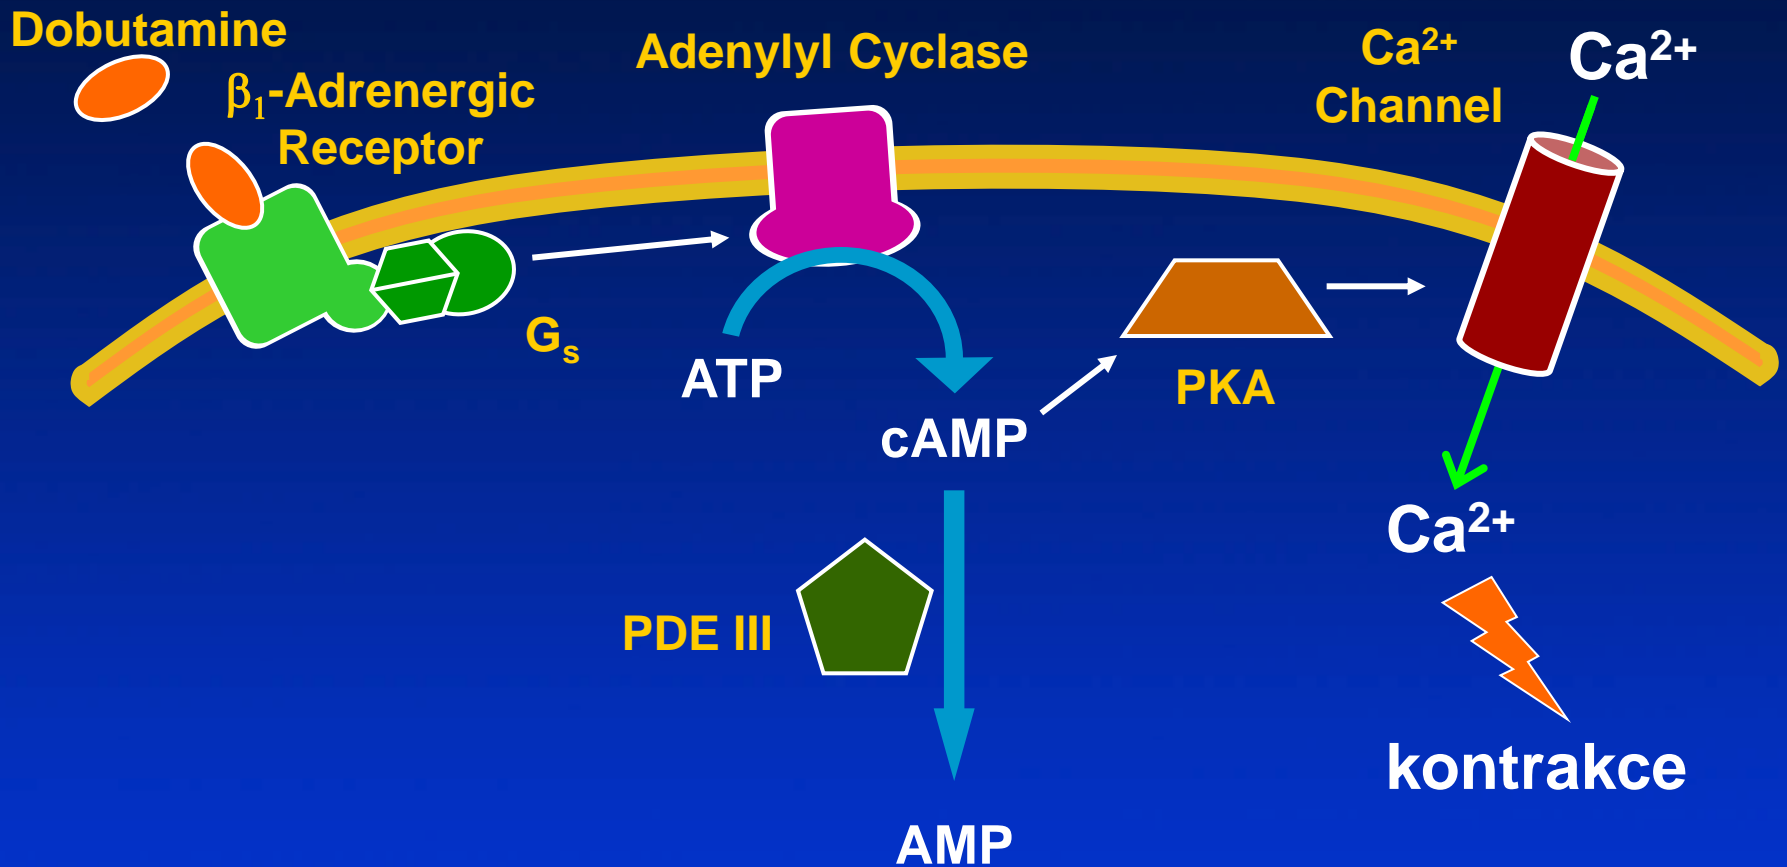 Dobutamine
β₁-Adrenergic
Receptor
Adenylyl Cyclase
Ca²⁺
Channel
Ca²⁺
Gₛ
ATP
cAMP
PKA
Ca²⁺
PDE III
kontrakce
AMP